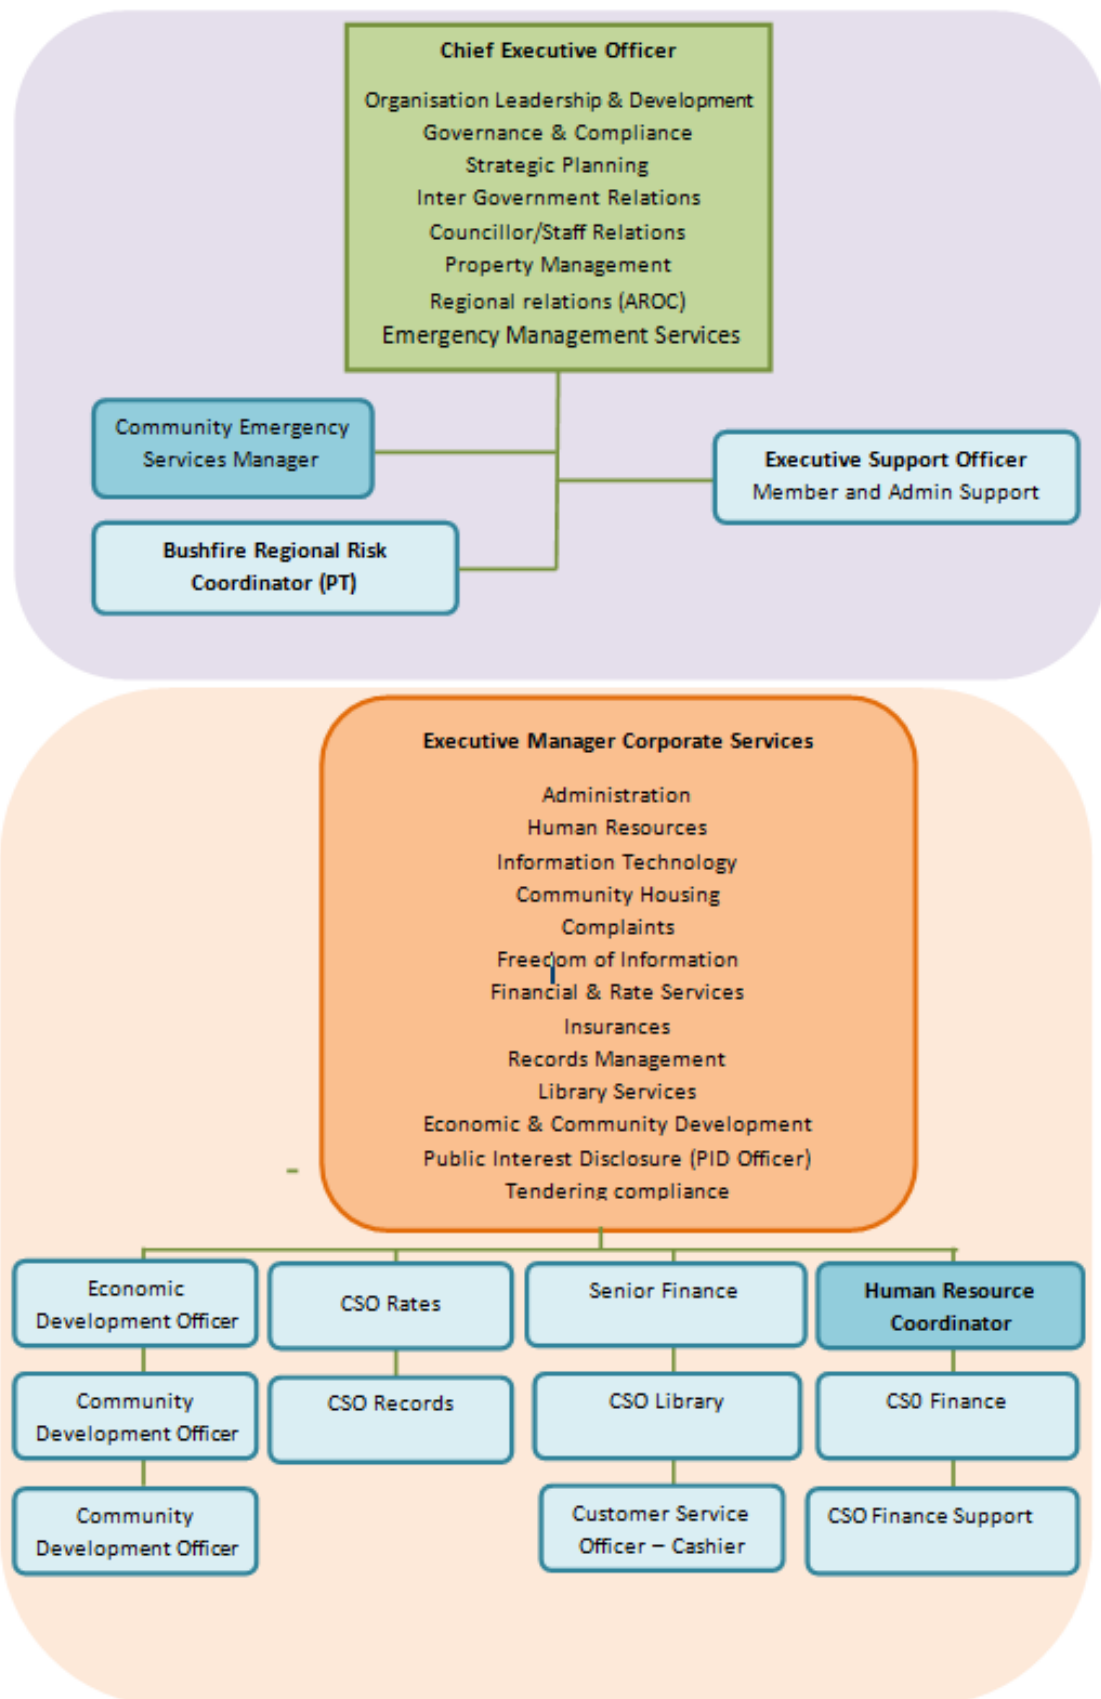 Chief Executive Officer
Organisation Leadership & Development
Governance & Compliance
Strategic Planning
Inter Government Relations
Councillor/Staff Relations
Property Management
Regional relations (AROC)
Emergency Management Services
Community Emergency
Services Manager
Executive Support Officer
Member and Admin Support
Bushfire Regional Risk
Coordinator (PT)
Executive Manager Corporate Services
Administration
Human Resources
Information Technology
Community Housing
Complaints
Freedom of Information
Financial & Rate Services
Insurances
Records Management
Library Services
Economic & Community Development
Public Interest Disclosure (PID Officer)
Tendering compliance
Economic
Development Officer
CSO Rates
Senior Finance
Human Resource
Coordinator
Community
Development Officer
CSO Records
CSO Library
CS0 Finance
Community
Development Officer
Customer Service
Officer – Cashier
CSO Finance Support